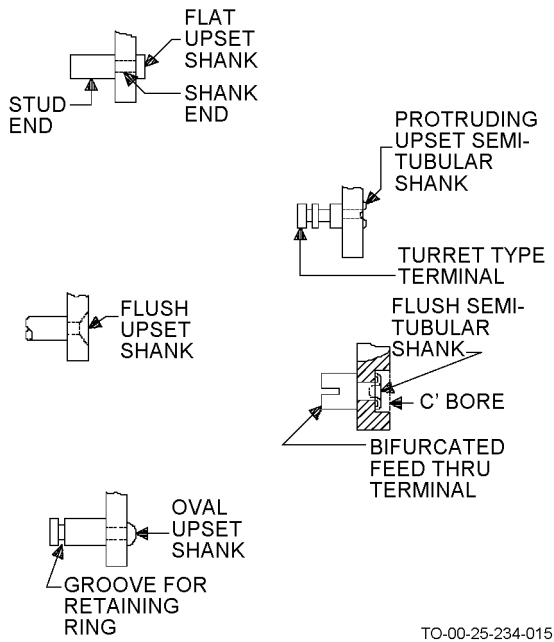 FLAT
UPSET
SHANK
SHANK
END
STUD
END
PROTRUDING
UPSET SEMI-
TUBULAR
SHANK
TURRET TYPE
TERMINAL
FLUSH
UPSET
SHANK
FLUSH SEMI-
TUBULAR
SHANK
C' BORE
BIFURCATED
FEED THRU
TERMINAL
OVAL
UPSET
SHANK
GROOVE FOR
RETAINING
RING
TO-00-25-234-015